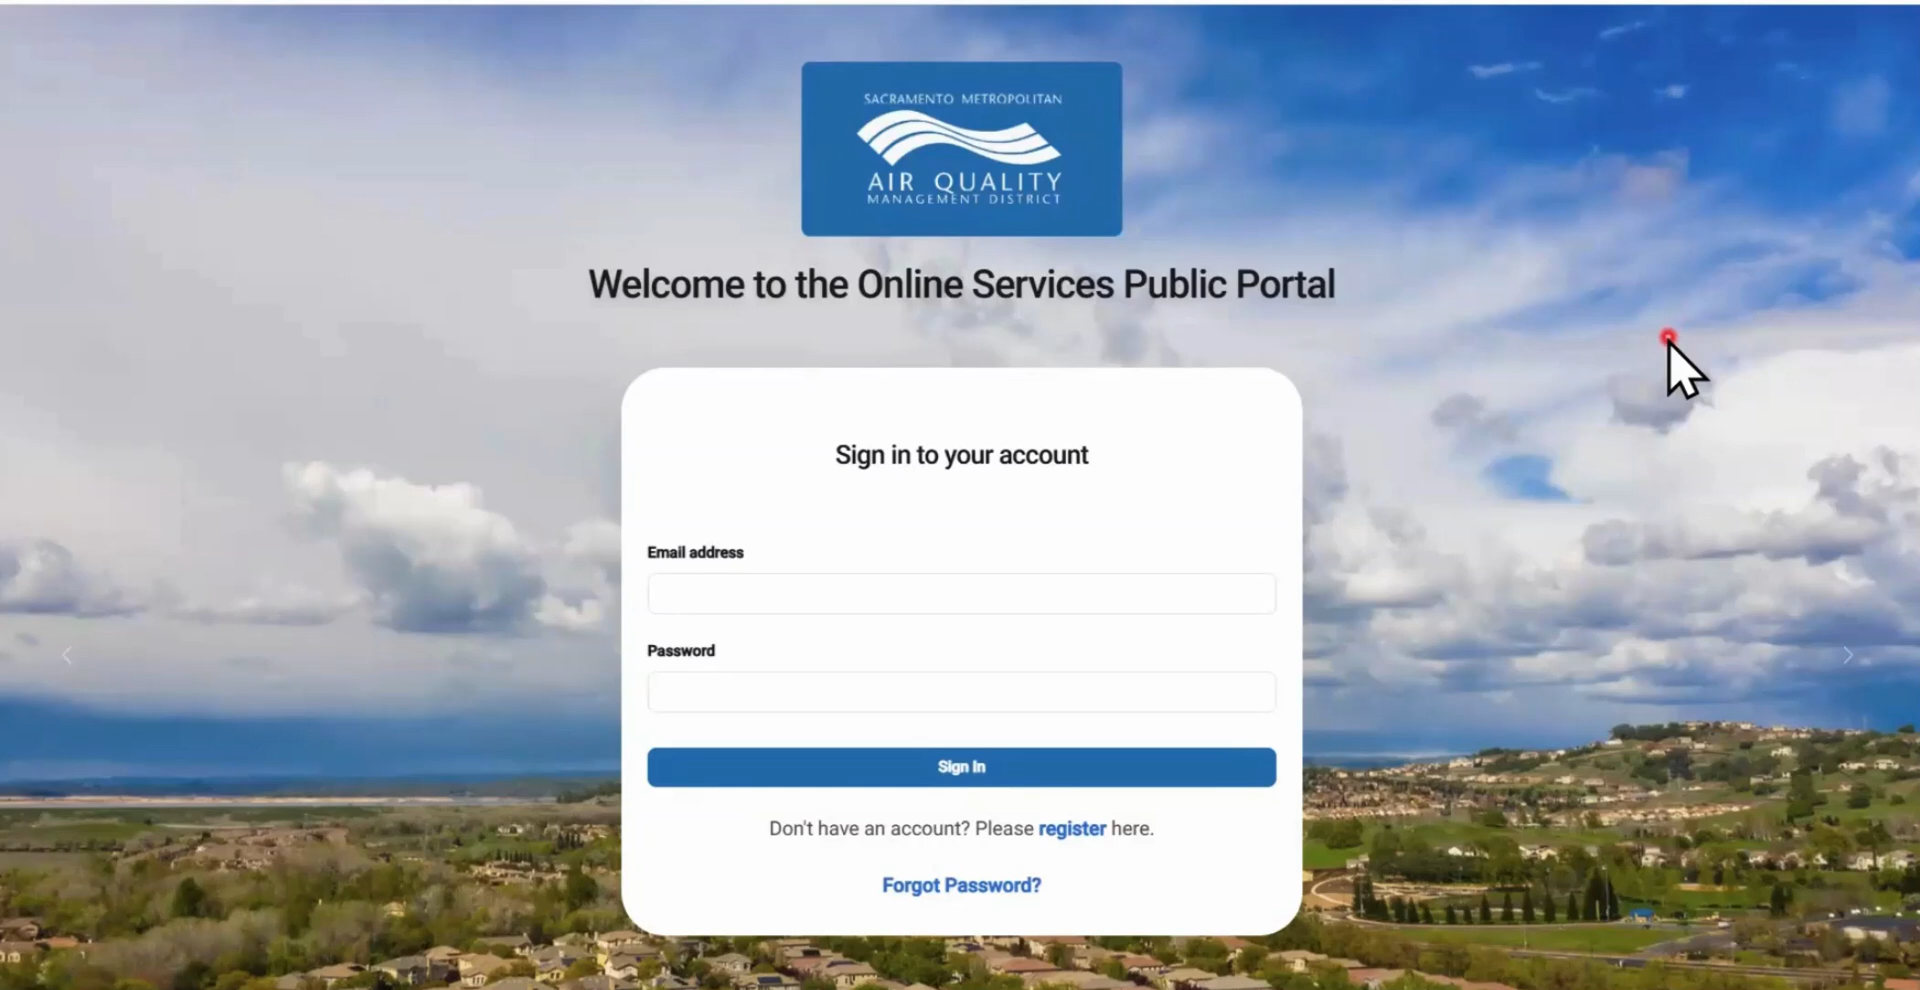 SACRAMENTO METROPOLITAN
AIR QUALITY
MANAGEMENT DISTRICT
Welcome to the Online Services Public Portal
Sign in to your account
Email address
Password
Sign In
Don't have an account? Please register here.
Forgot Password?